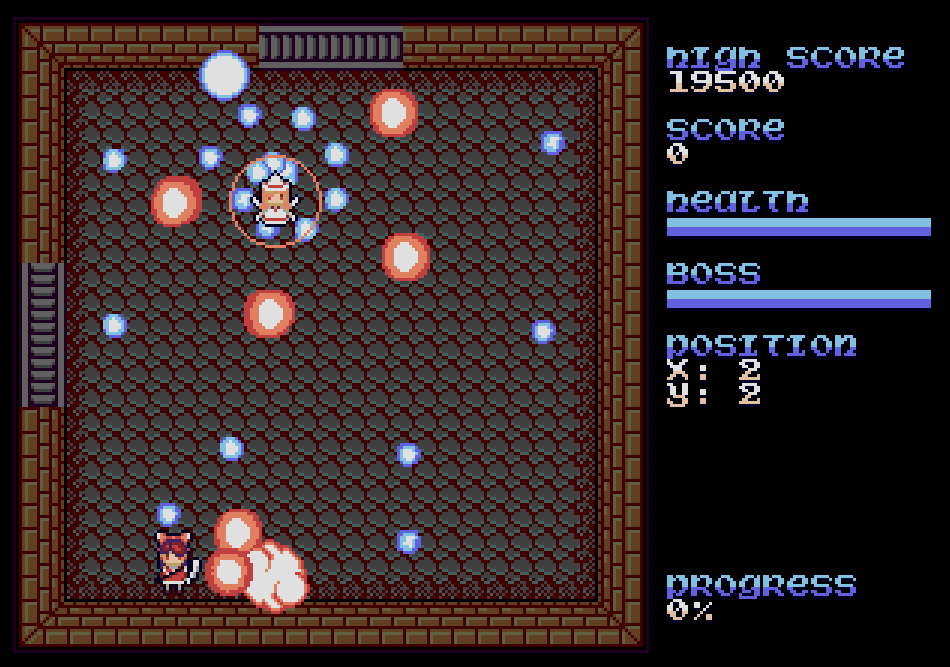 high score
19500
score
0
health
Boss
position
x: 2
y: 2
progress
0%